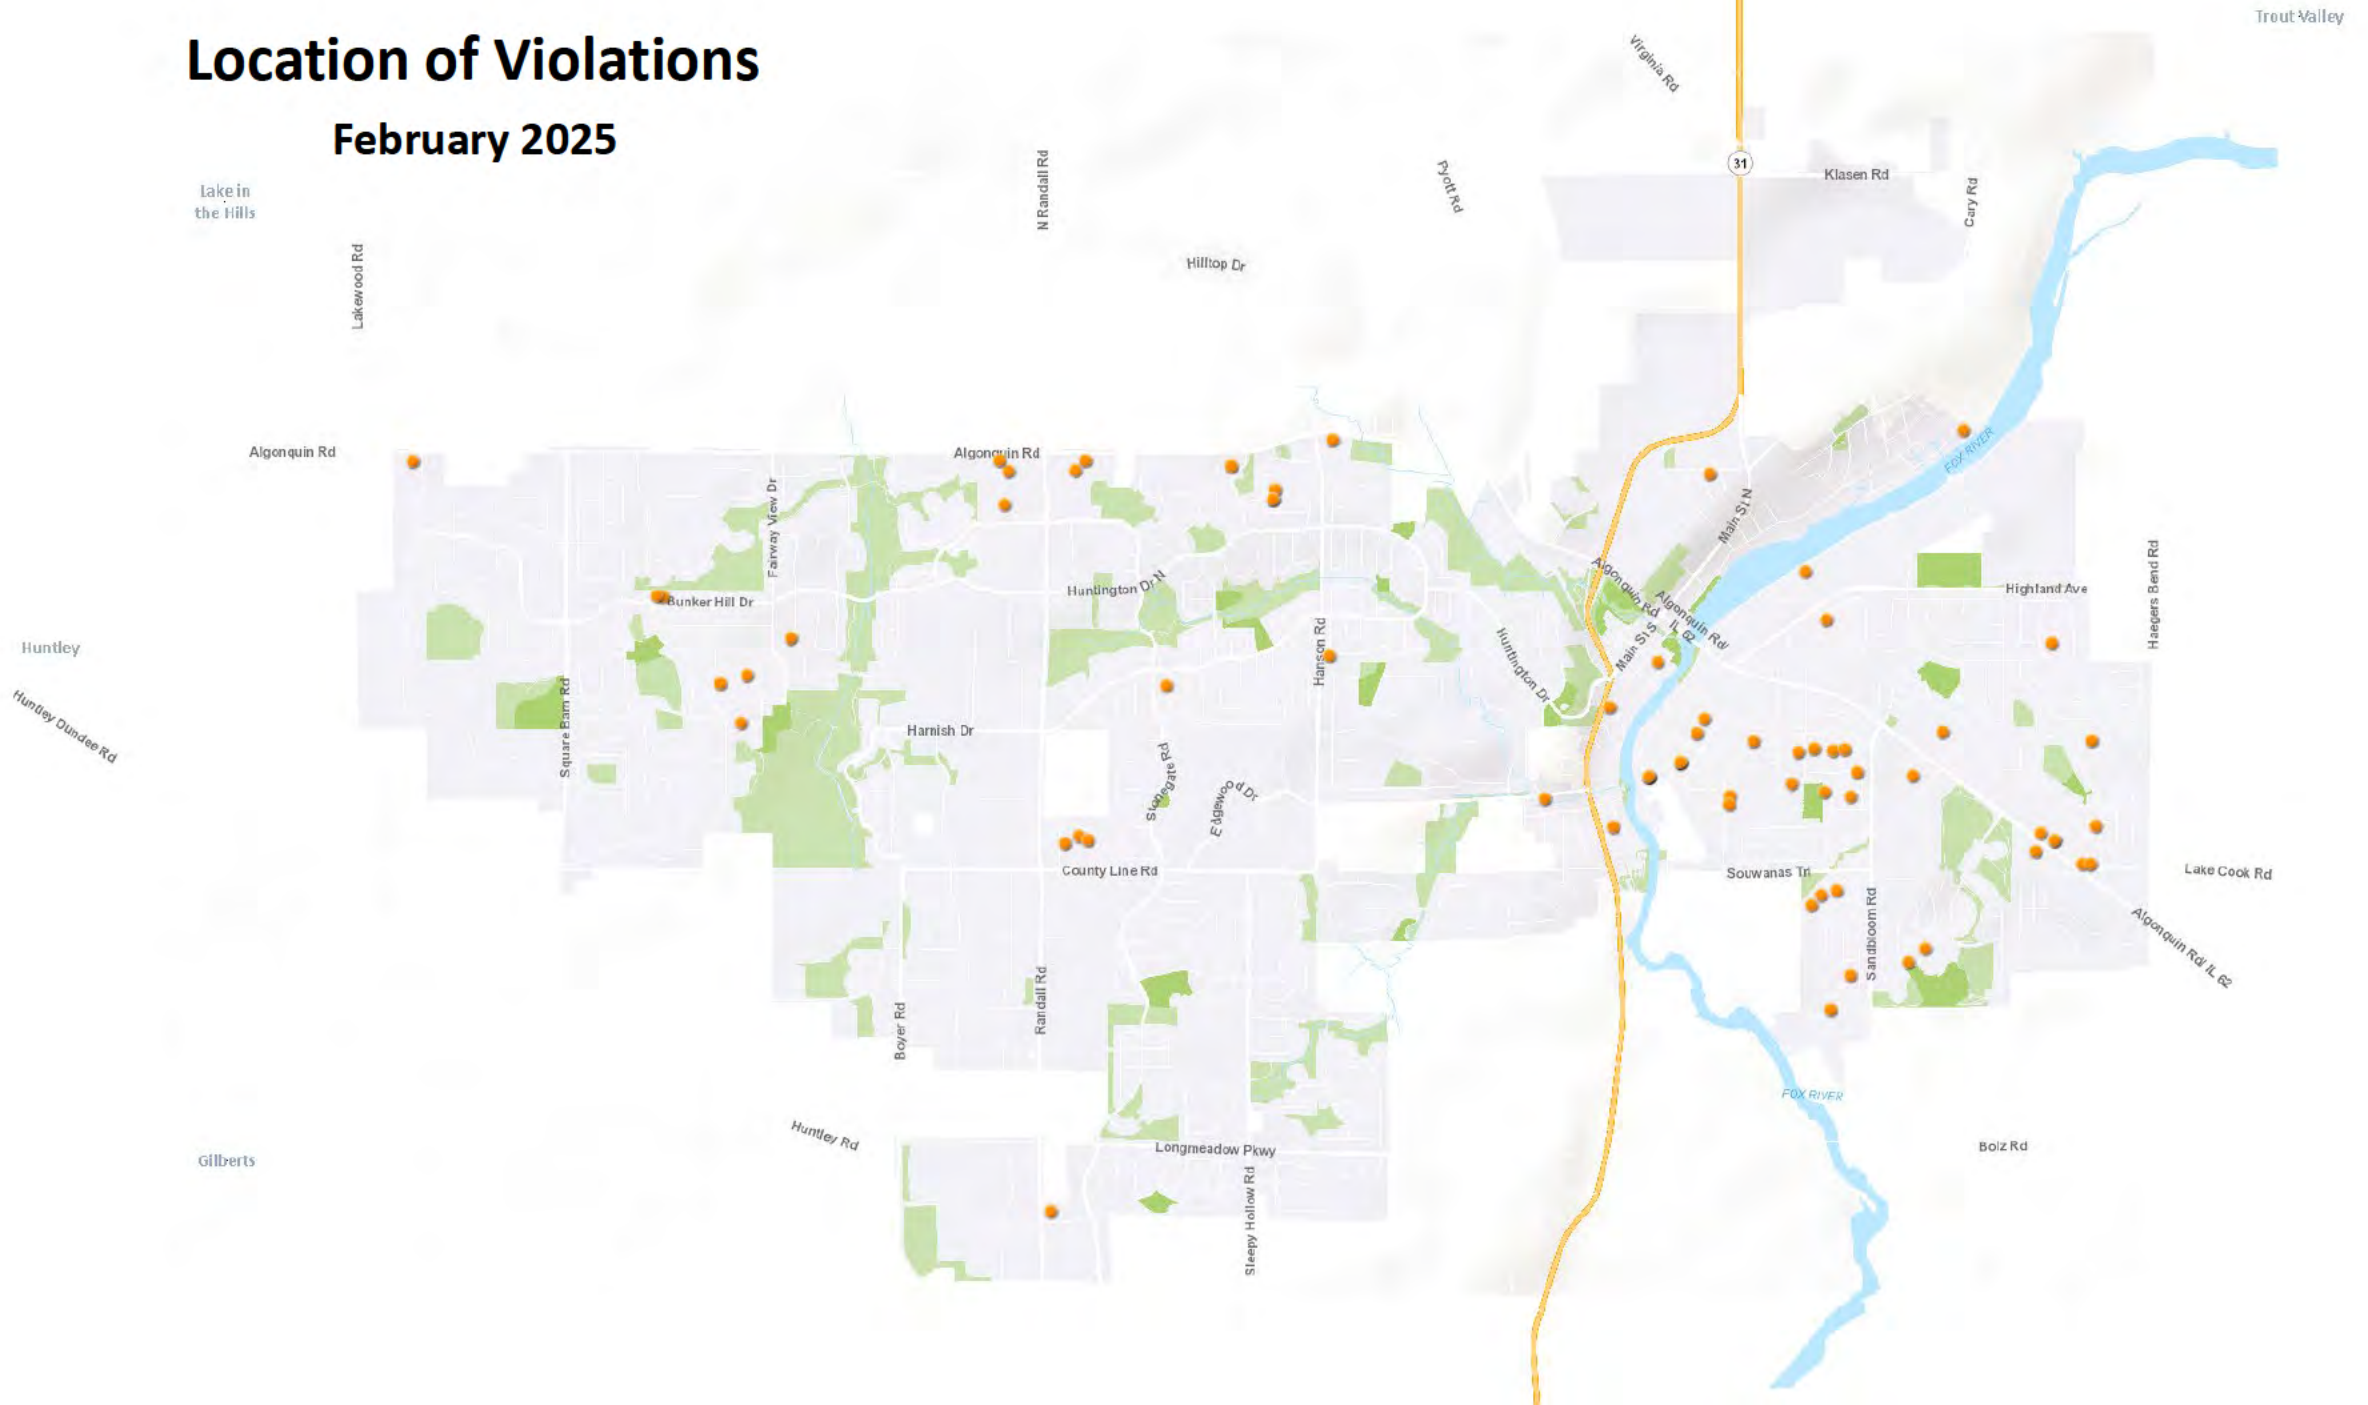 Location of Violations
February 2025
Trout Valley
Virginia Rd
31
Klasen Rd
Cary Rd
Pyott Rd
N Randall Rd
Lake in
the Hills
Lakewood Rd
Hilltop Dr
Algonquin Rd
Algonquin Rd
FOX RIVER
Fairway View Dr
Main St N
Haegers Bend Rd
Algonquin Rd
Algonquin Rd/
IL 62
Highland Ave
Huntington Dr N
Bunker Hill Dr
Main St S
Hanson Rd
Huntington Dr
Huntley
Huntley Dundee Rd
Square Barn Rd
Harnish Dr
Stonegate Rd
Edgewood Dr
County Line Rd
Souwanas Trl
Lake Cook Rd
Sandbloom Rd
Algonquin Rd/ IL 62
Randall Rd
Boyer Rd
FOX RIVER
Huntley Rd
Longmeadow Pkwy
Bolz Rd
Gilberts
Sleepy Hollow Rd